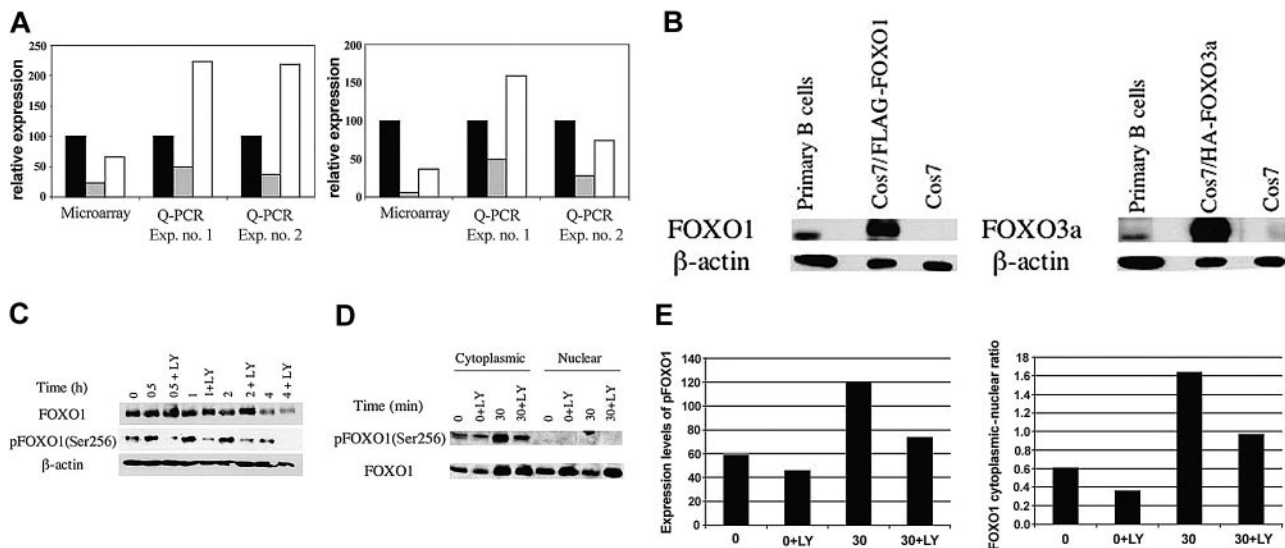 A
relative expression
250
200
150
100
50
0
Microarray
Q-PCR
Exp. no. 1
Q-PCR
Exp. no. 2
relative expression
200
150
100
50
0
Microarray
Q-PCR
Exp. no. 1
Q-PCR
Exp. no. 2
B
Primary B cells
Cos7/FLAG-FOXO1
Cos7
FOXO1
β-actin
Primary B cells
Cos7/HA-FOXO3a
Cos7
FOXO3a
β-actin
C
Time (h)
0
0.5
0.5 + LY
1
1+LY
2
2 + LY
4
4 + LY
FOXO1
pFOXO1(Ser256)
β-actin
D
Cytoplasmic Nuclear
Time (min)
0
0+LY
30
30+LY
0
0+LY
30
30+LY
pFOXO1(Ser256)
FOXO1
E
Expression levels of pFOXO1
140
120
100
80
60
40
20
0
0 0+LY 30 30+LY
FOXO1 cytoplasmic-nuclear ratio
1.8
1.6
1.4
1.2
1.0
0.8
0.6
0.4
0.2
0.0
0 0+LY 30 30+LY